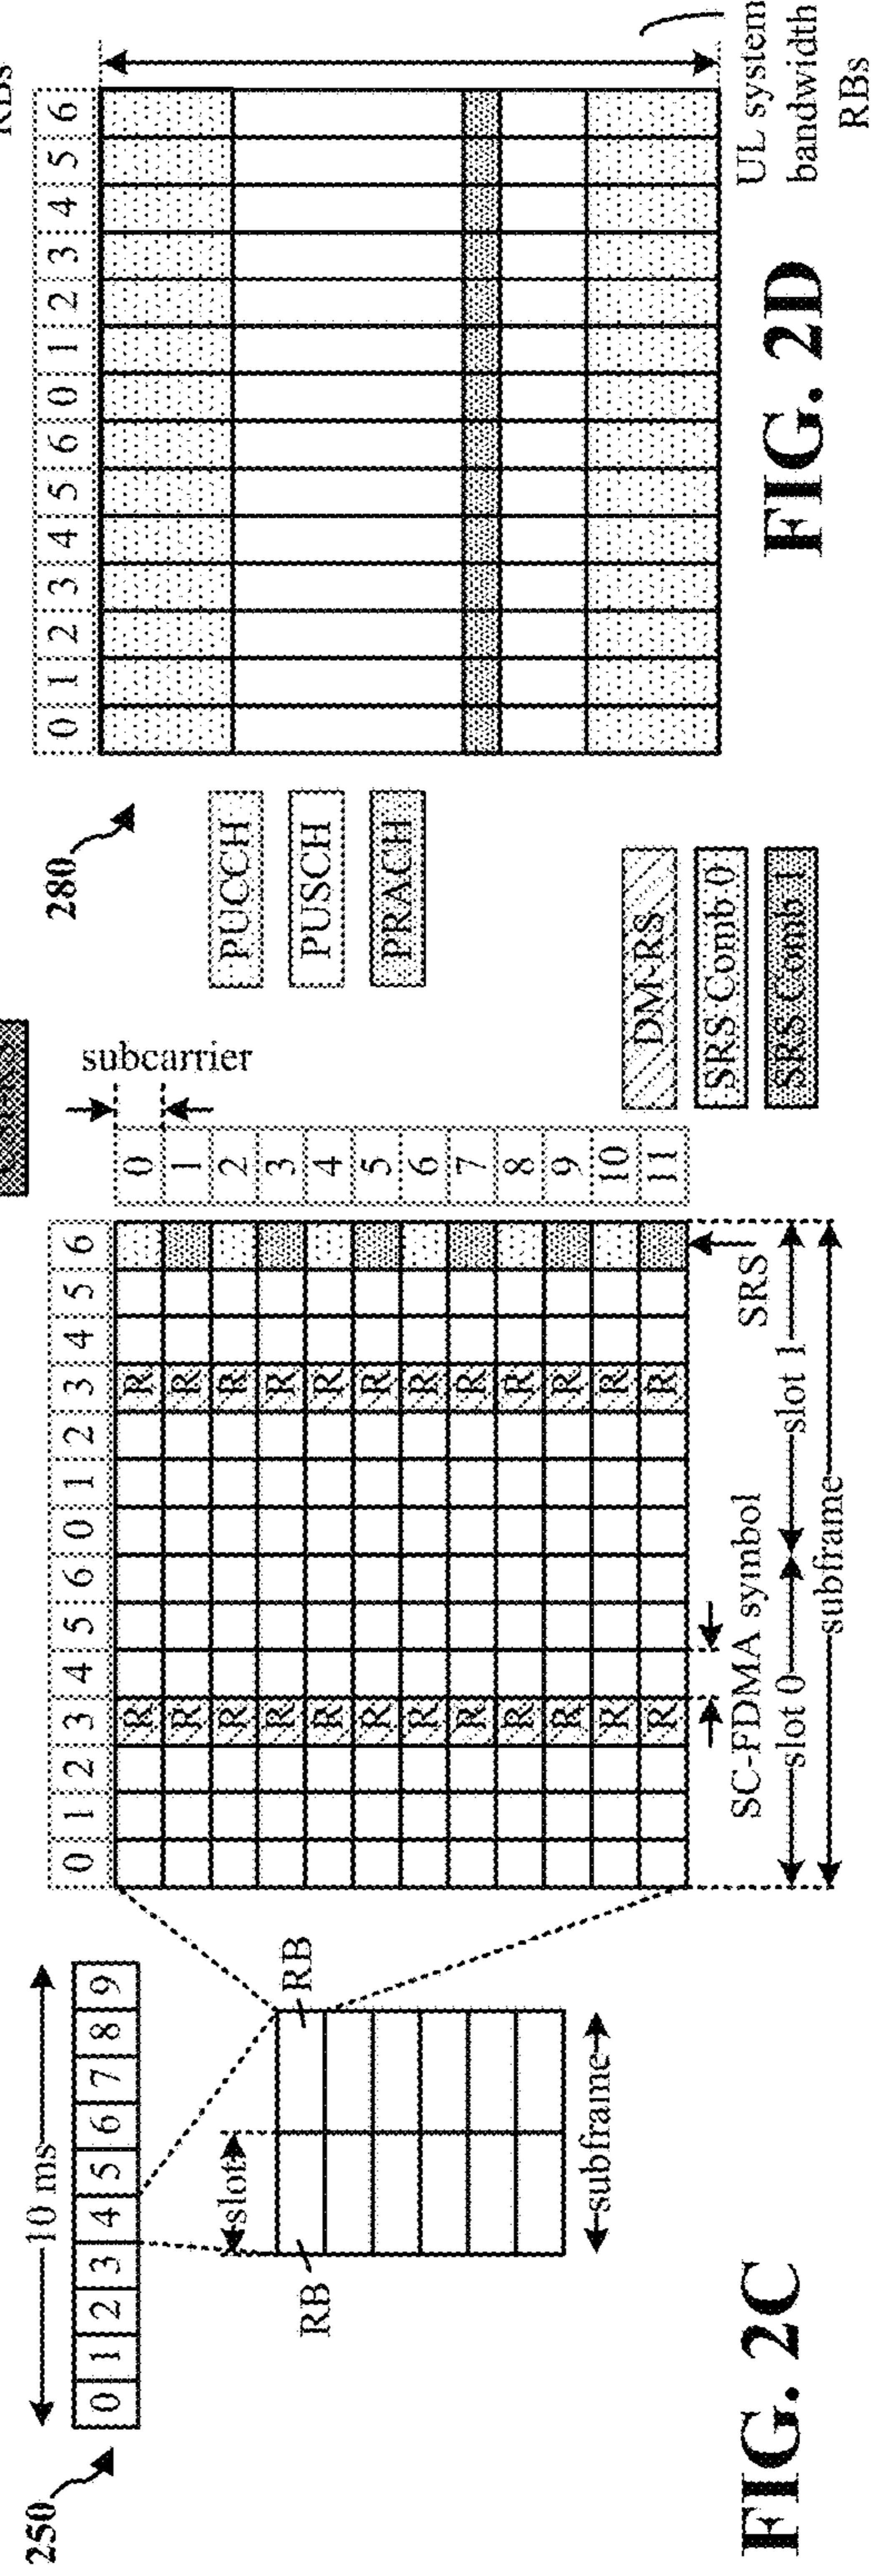 250
10 ms
0 1 2 3 4 5 6 7 8 9
slot
RB
RB
subframe
0 1 2 3 4 5 6 0 1 2 3 4 5 6
subcarrier
0
1
2
3
4
5
6
7
8
9
10
11
R R
R R
R R
R R
R R
R R
R R
R R
R R
R R
R R
R R
SC-FDMA symbol
SRS
slot 0
slot 1
subframe
DM-RS
SRS Comb 0
SRS Comb 1
FIG. 2C
280
PUCCH
PUSCH
PRACH
0 1 2 3 4 5 6 0 1 2 3 4 5 6
UL system
bandwidth
RBs
RBs
FIG. 2D